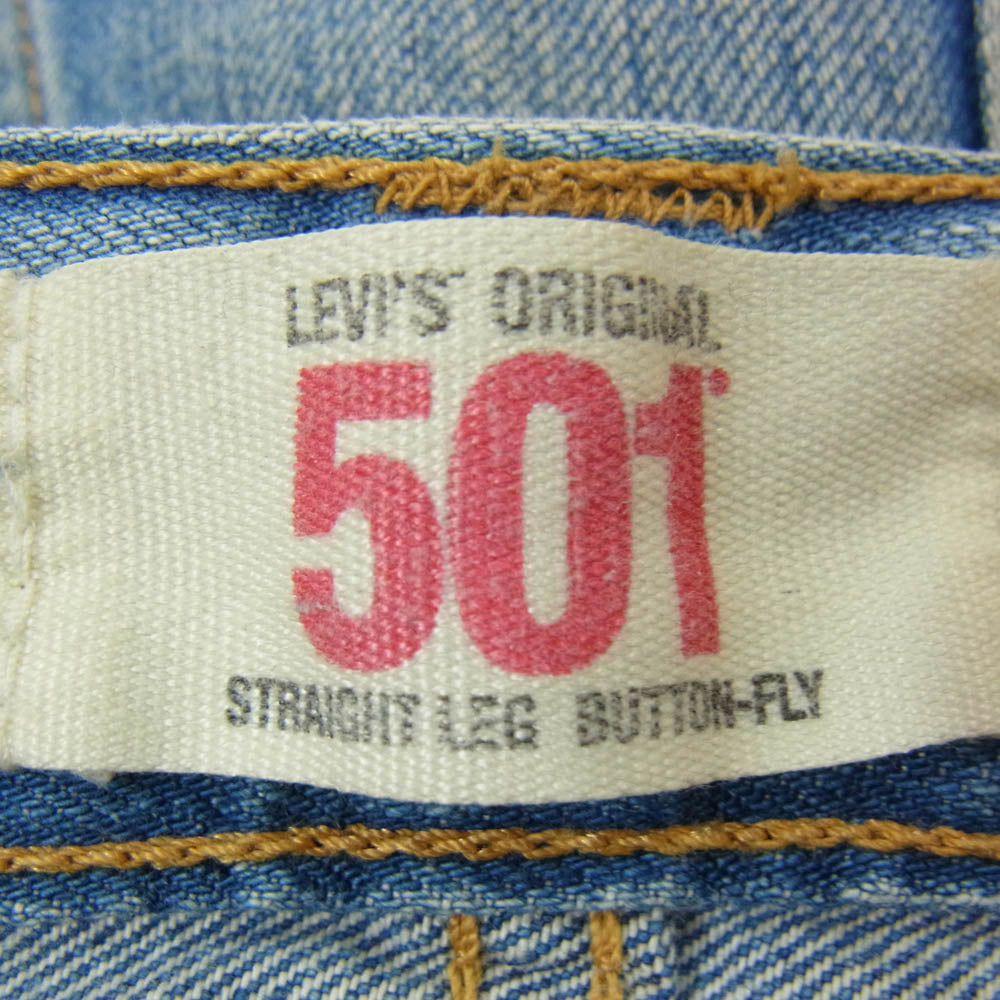 LEVI'S ORIGINAL
501
STRAIGHT LEG BUTTON-FLY